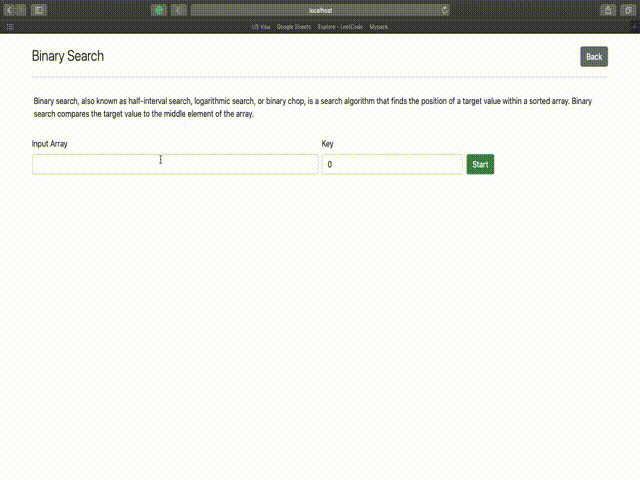 localhost
US Visa Google Sheets Explore - LeetCode Mypack
Binary Search
Back
Binary search, also known as half-interval search, logarithmic search, or binary chop, is a search algorithm that finds the position of a target value within a sorted array. Binary
search compares the target value to the middle element of the array.
Input Array Key
0 Start